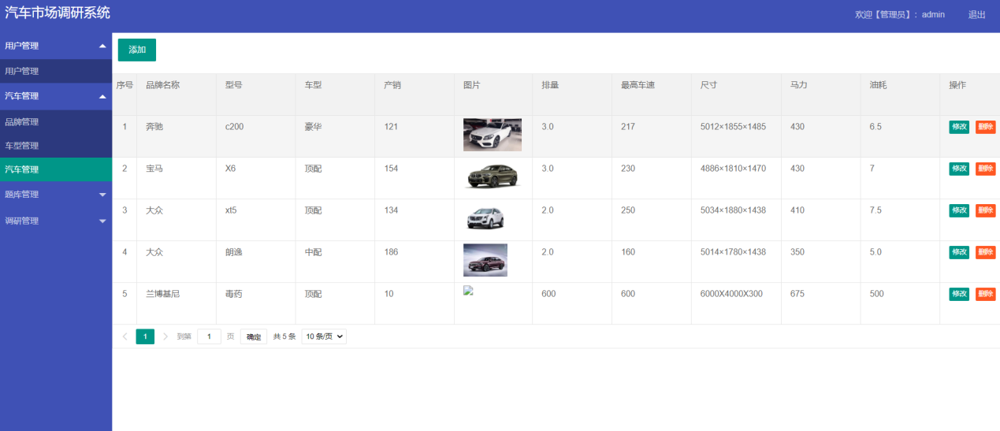 汽车市场调研系统
欢迎【管理员】： admin 退出
用户管理
用户管理
汽车管理
品牌管理
车型管理
汽车管理
题库管理
调研管理
添加
序号 品牌名称 型号 车型 产销 图片 排量 最高车速 尺寸 马力 油耗 操作
1 奔驰 c200 豪华 121 3.0 217 5012×1855×1485 430 6.5 修改 删除
2 宝马 X6 顶配 154 3.0 230 4886×1810×1470 430 7 修改 删除
3 大众 xt5 顶配 134 2.0 250 5034×1880×1438 410 7.5 修改 删除
4 大众 朗逸 中配 186 2.0 160 5014×1780×1438 350 5.0 修改 删除
5 兰博基尼 毒药 顶配 10 600 600 6000X4000X300 675 500 修改 删除
1 到第 1 页 确定 共 5 条 10 条/页